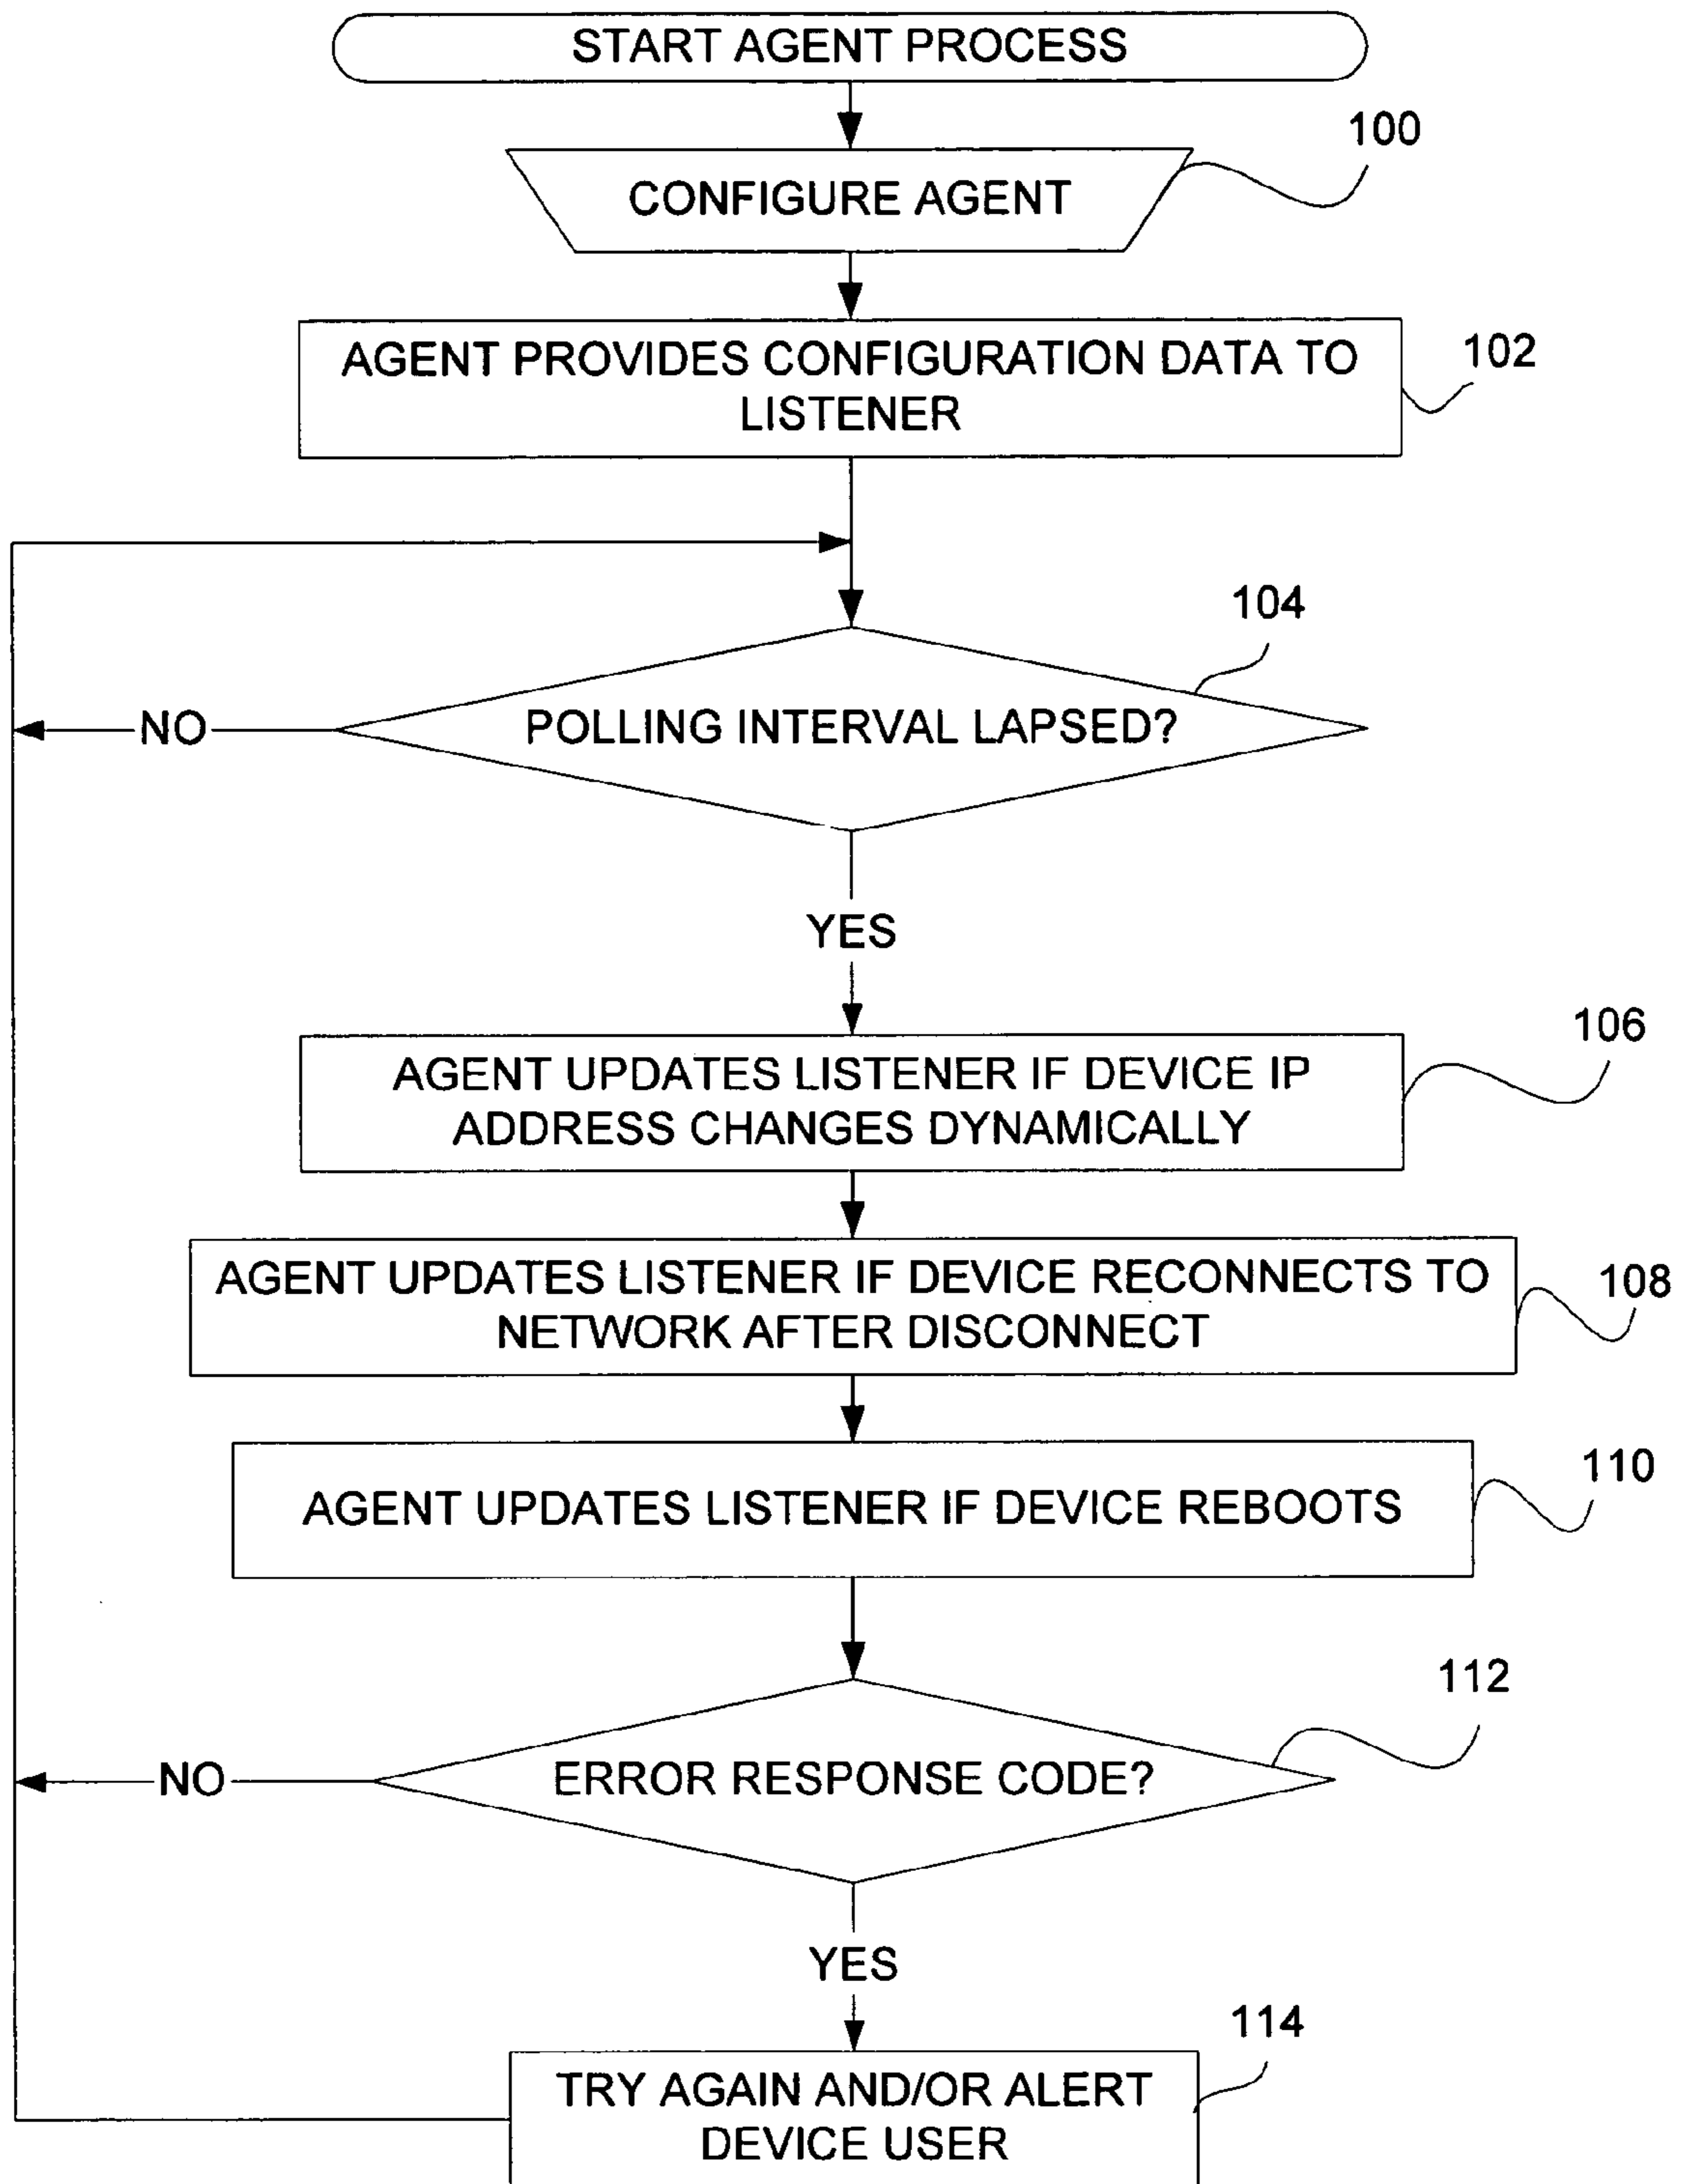 START AGENT PROCESS
100
CONFIGURE AGENT
AGENT PROVIDES CONFIGURATION DATA TO
LISTENER
102
104
POLLING INTERVAL LAPSED?
NO
YES
106
AGENT UPDATES LISTENER IF DEVICE IP
ADDRESS CHANGES DYNAMICALLY
AGENT UPDATES LISTENER IF DEVICE RECONNECTS TO
NETWORK AFTER DISCONNECT
108
110
AGENT UPDATES LISTENER IF DEVICE REBOOTS
112
ERROR RESPONSE CODE?
NO
YES
114
TRY AGAIN AND/OR ALERT
DEVICE USER